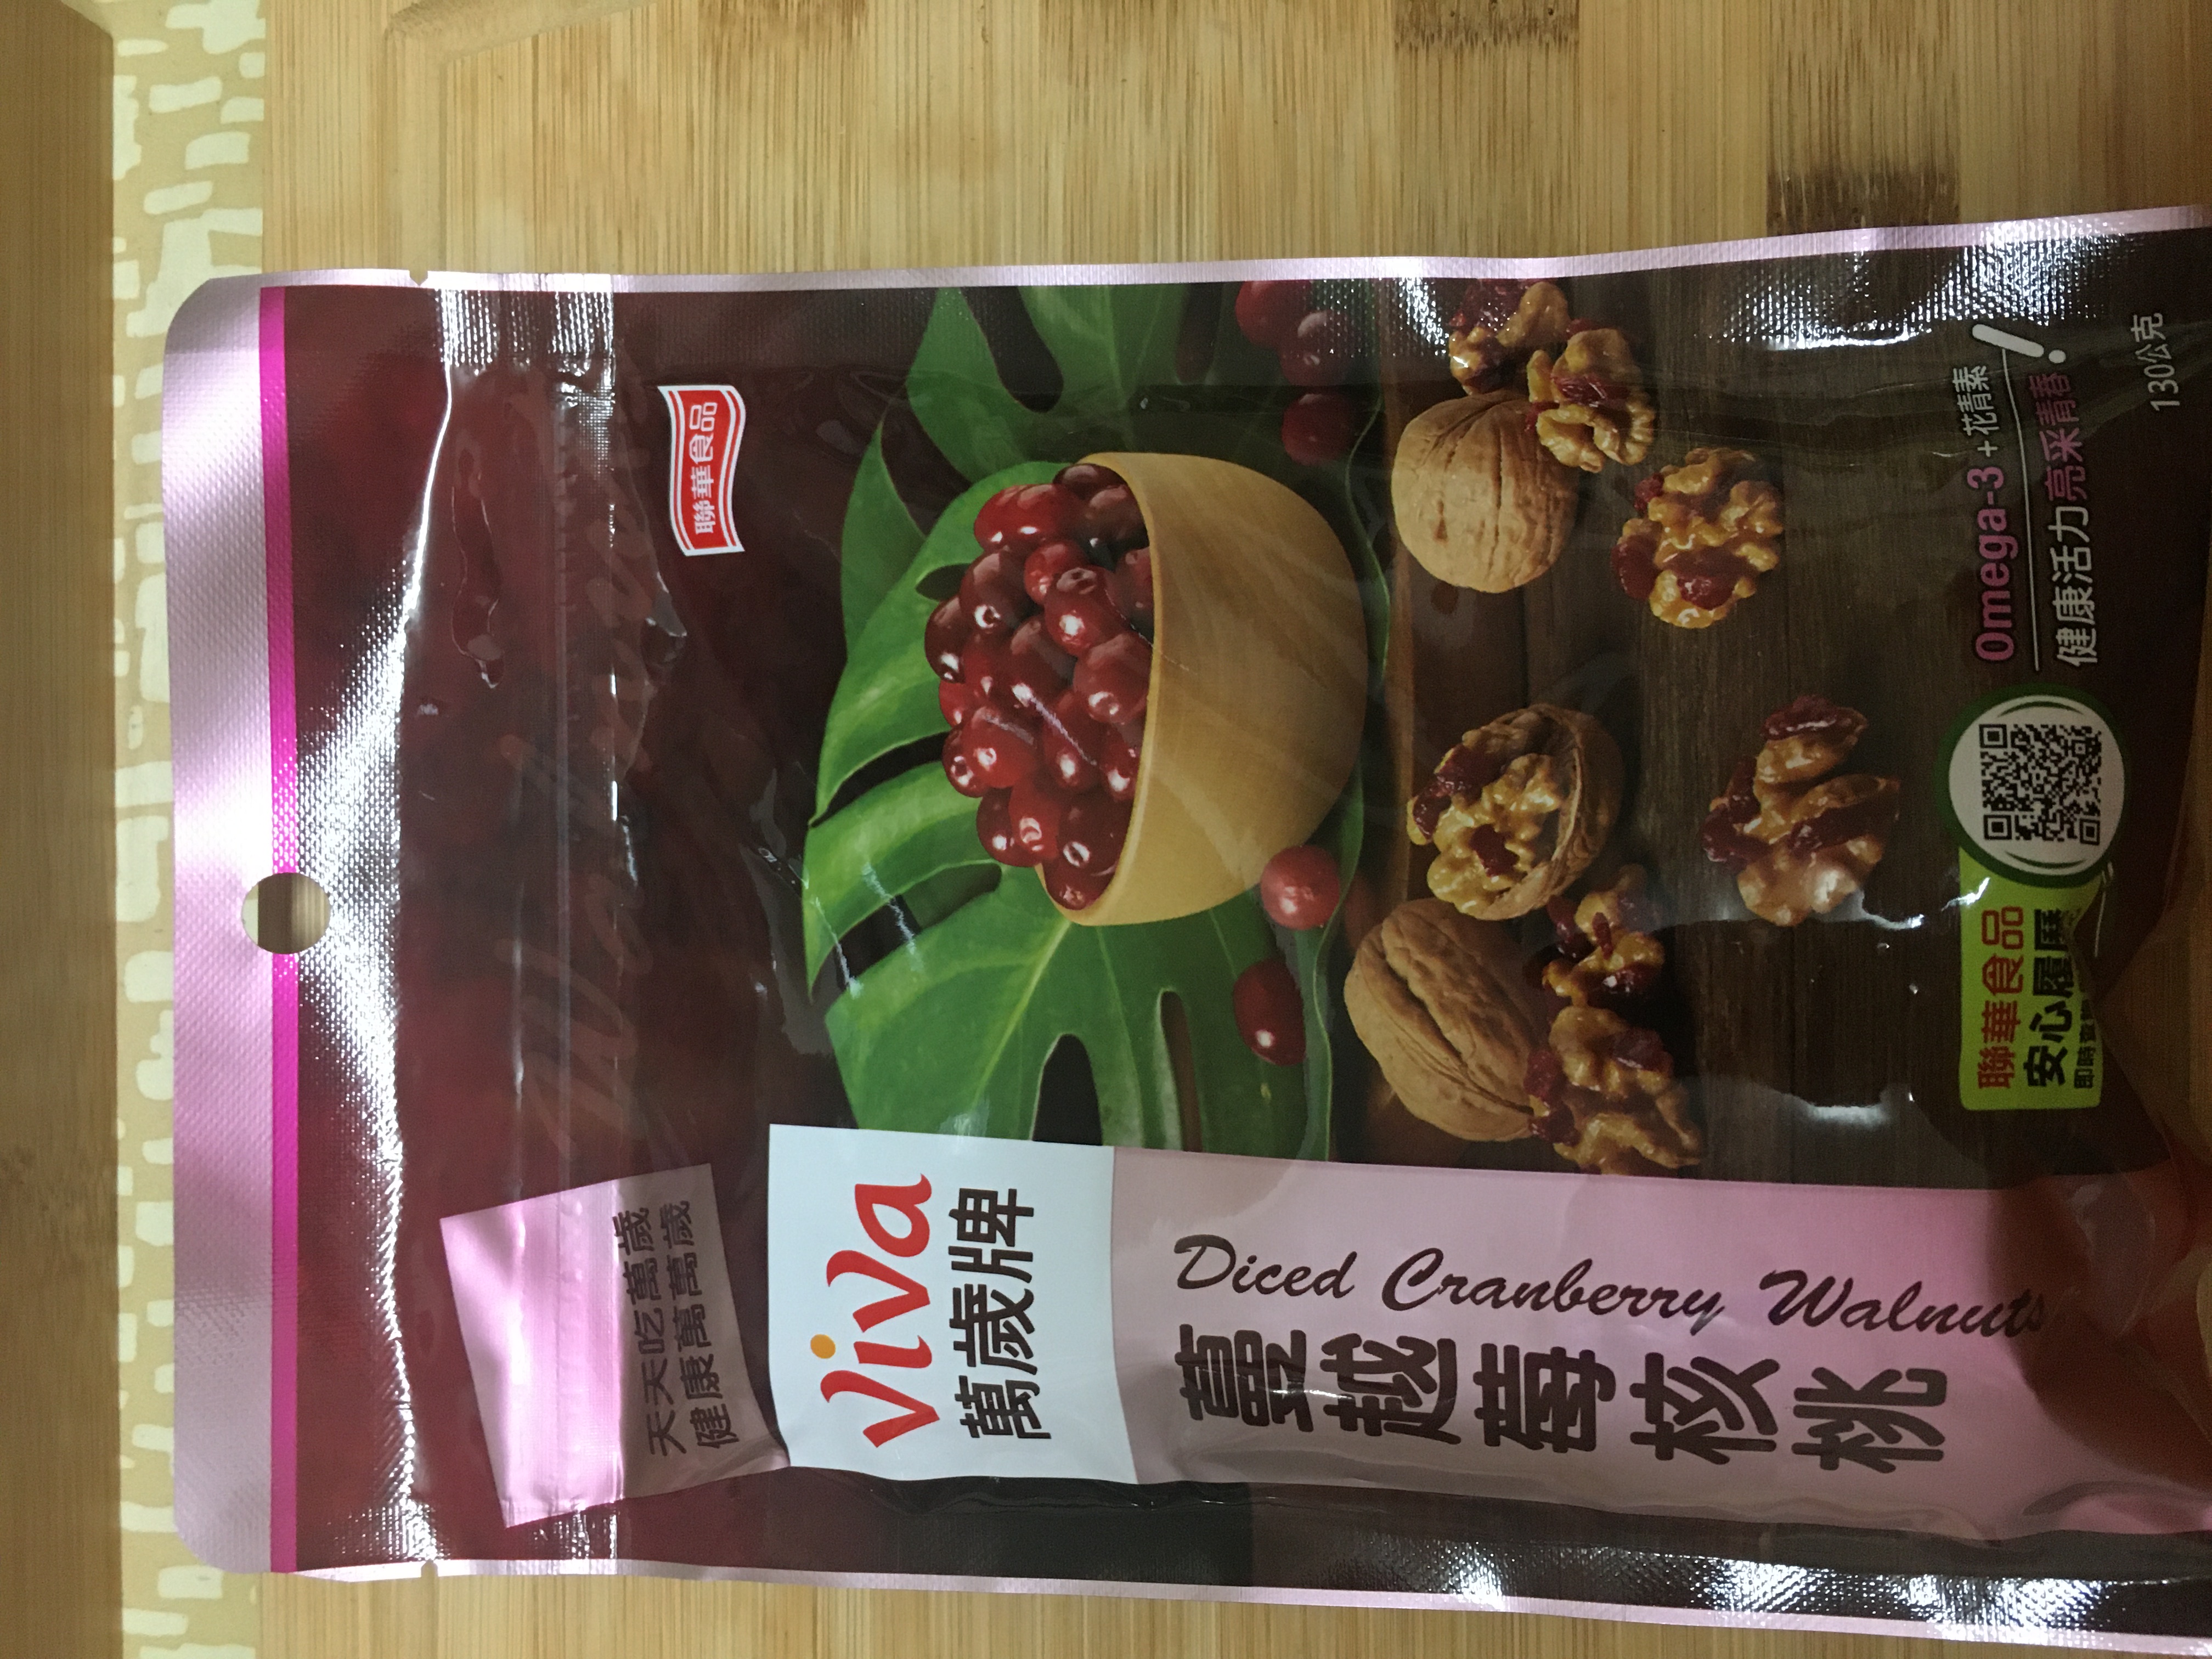 聯華食品
天天吃萬歲
健康萬萬歲
viva
萬歲牌
Diced Cranberry Walnuts
蔓越莓核桃
Omega-3+花青素
健康活力亮采青春!
聯華食品
安心履歷
即時
130公克